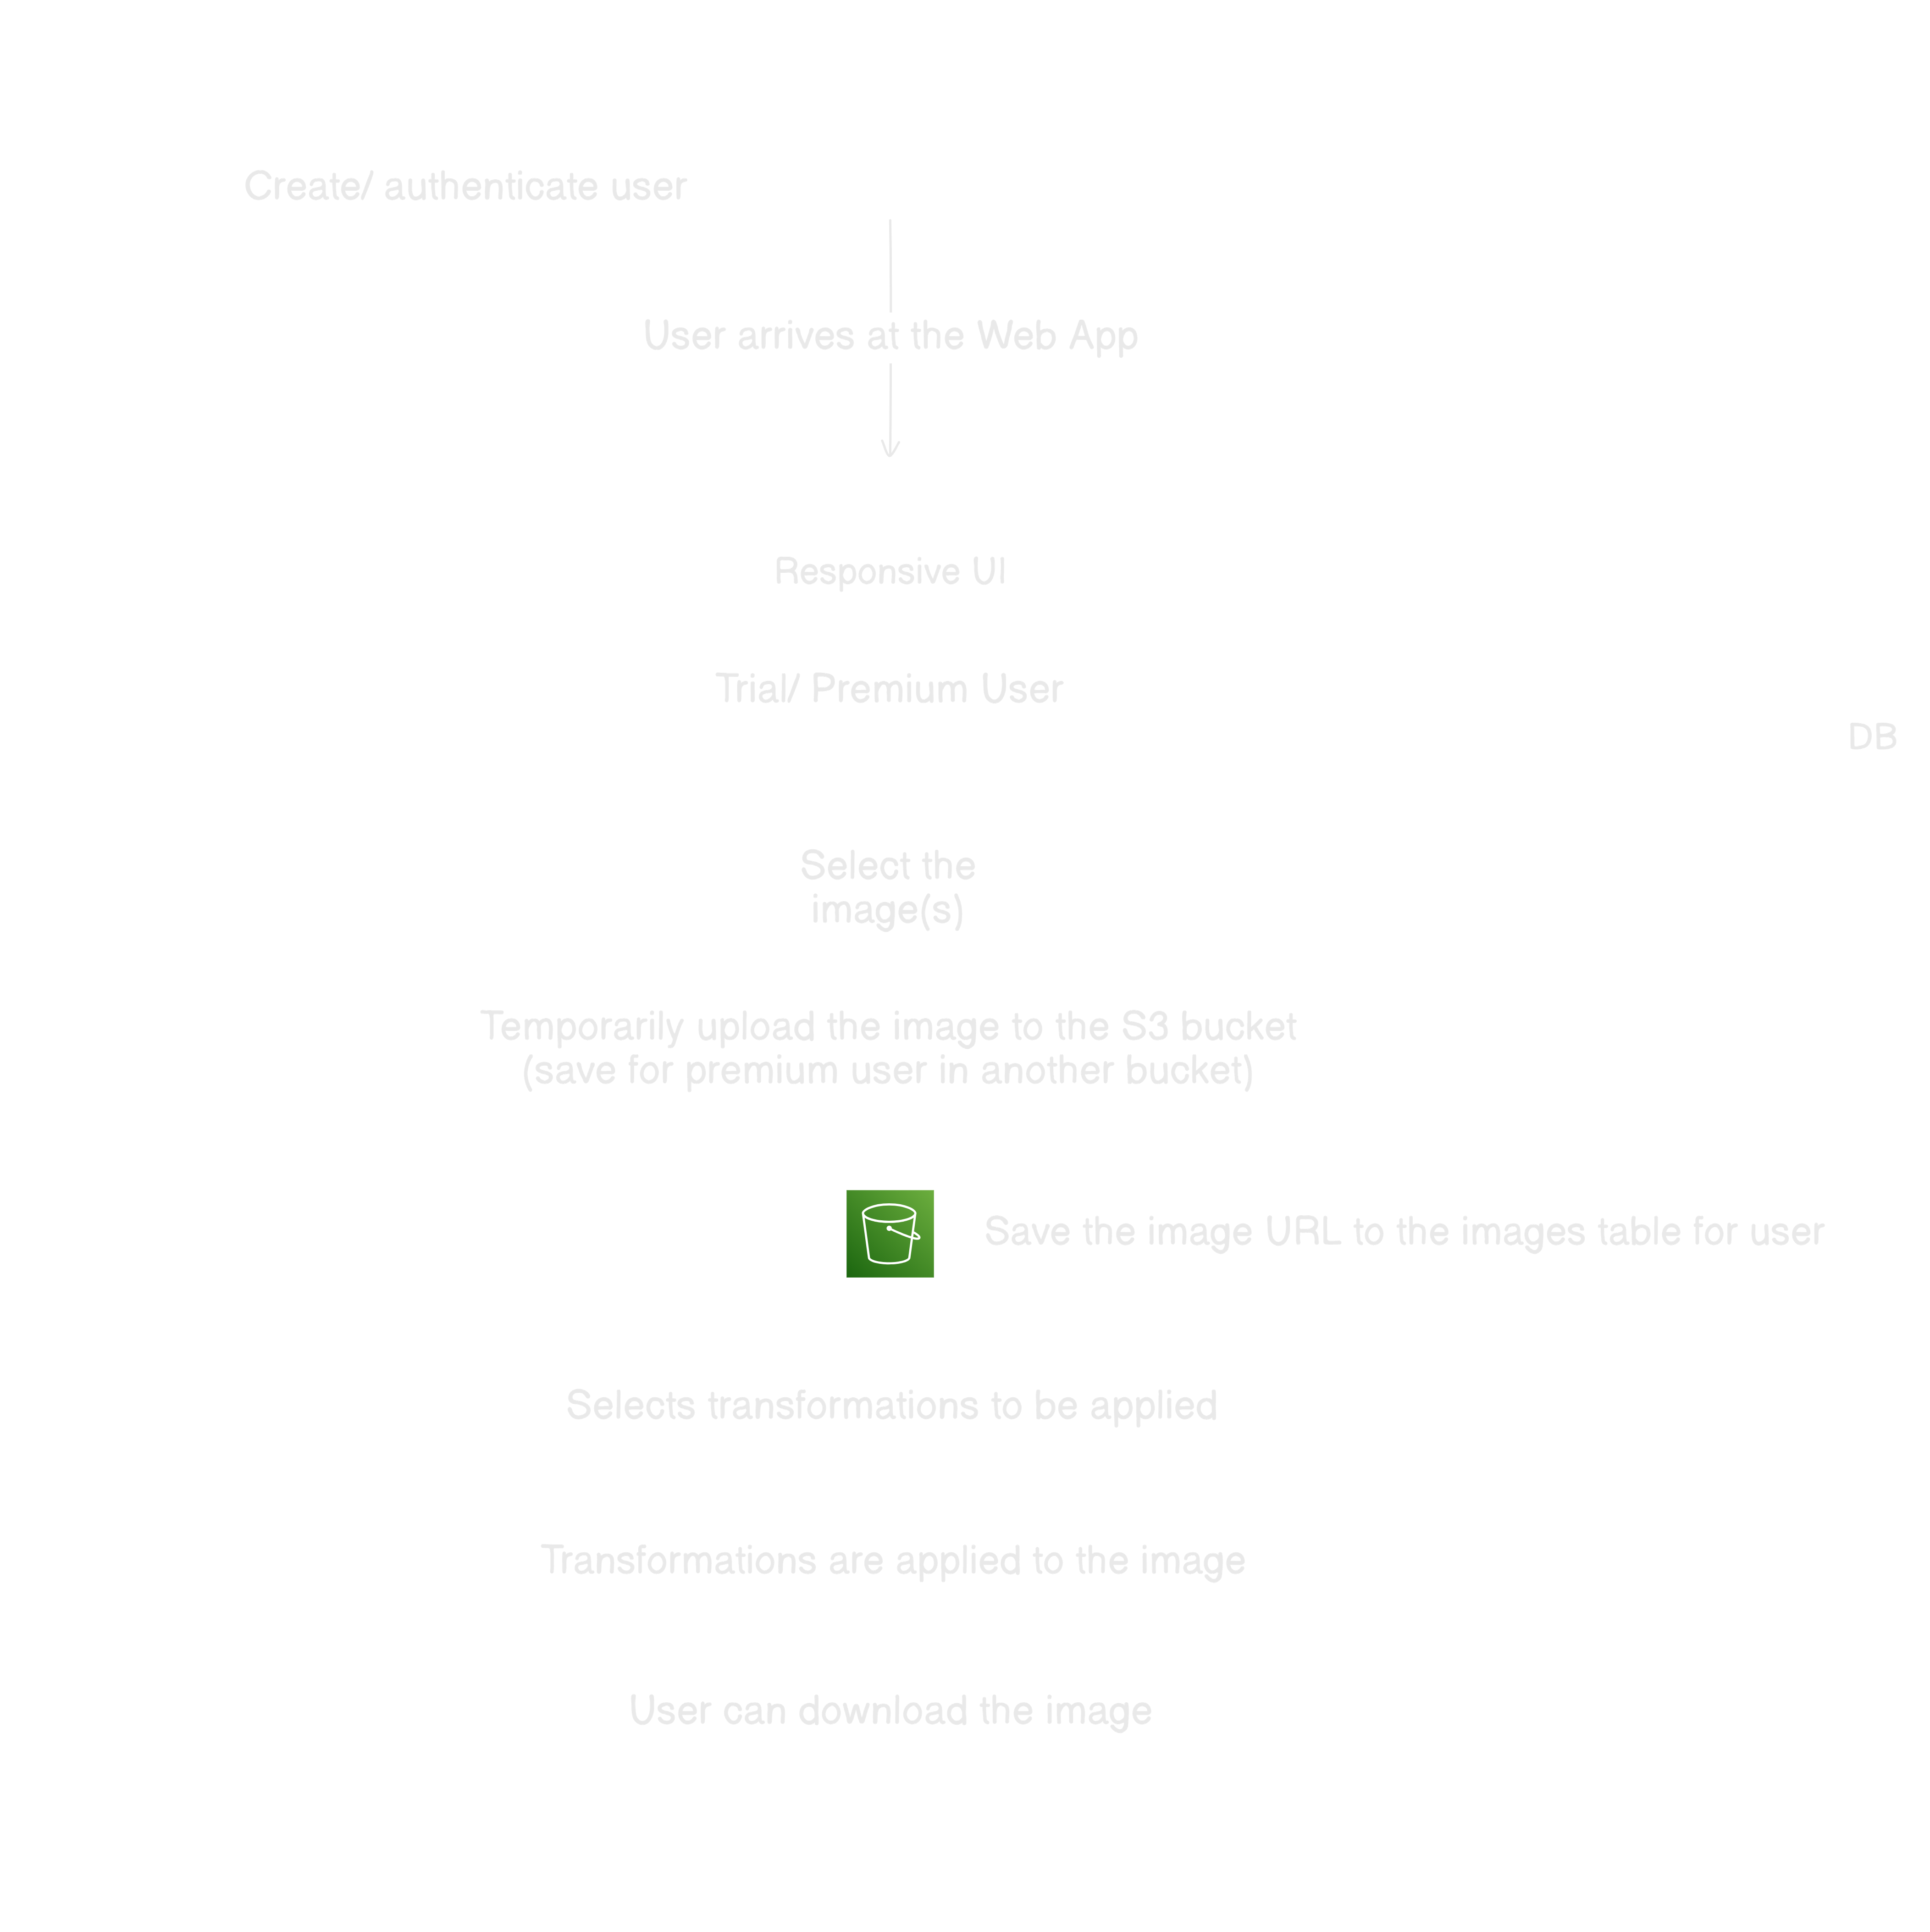 Create/ authenticate user
User arrives at the Web App
Responsive UI
Trial/ Premium User
DB
Select the
image(s)
Temporarily upload the image to the S3 bucket
(save for premium user in another bucket)
Save the image URL to the images table for user
Selects transformations to be applied
Transformations are applied to the image
User can download the image